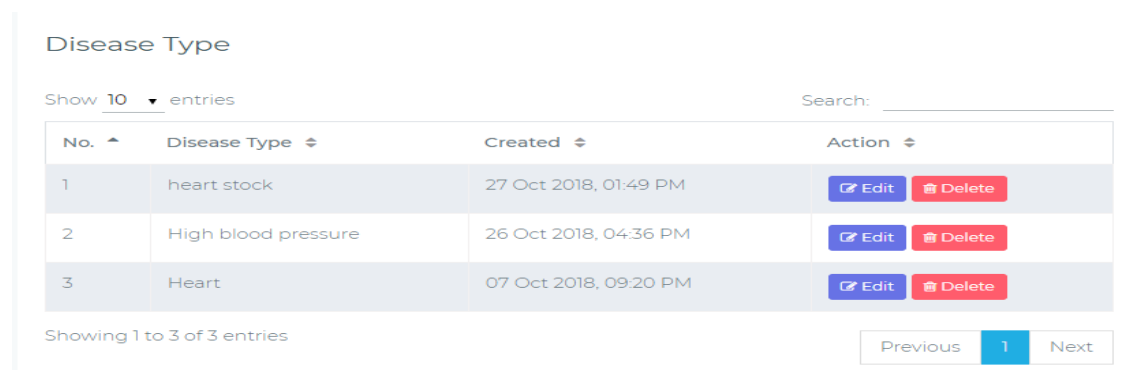 Disease Type
Show 10 entries Search:
No. Disease Type Created Action
1 heart stock 27 Oct 2018, 01:49 PM Edit Delete
2 High blood pressure 26 Oct 2018, 04:36 PM Edit Delete
3 Heart 07 Oct 2018, 09:20 PM Edit Delete
Showing 1 to 3 of 3 entries
Previous 1 Next